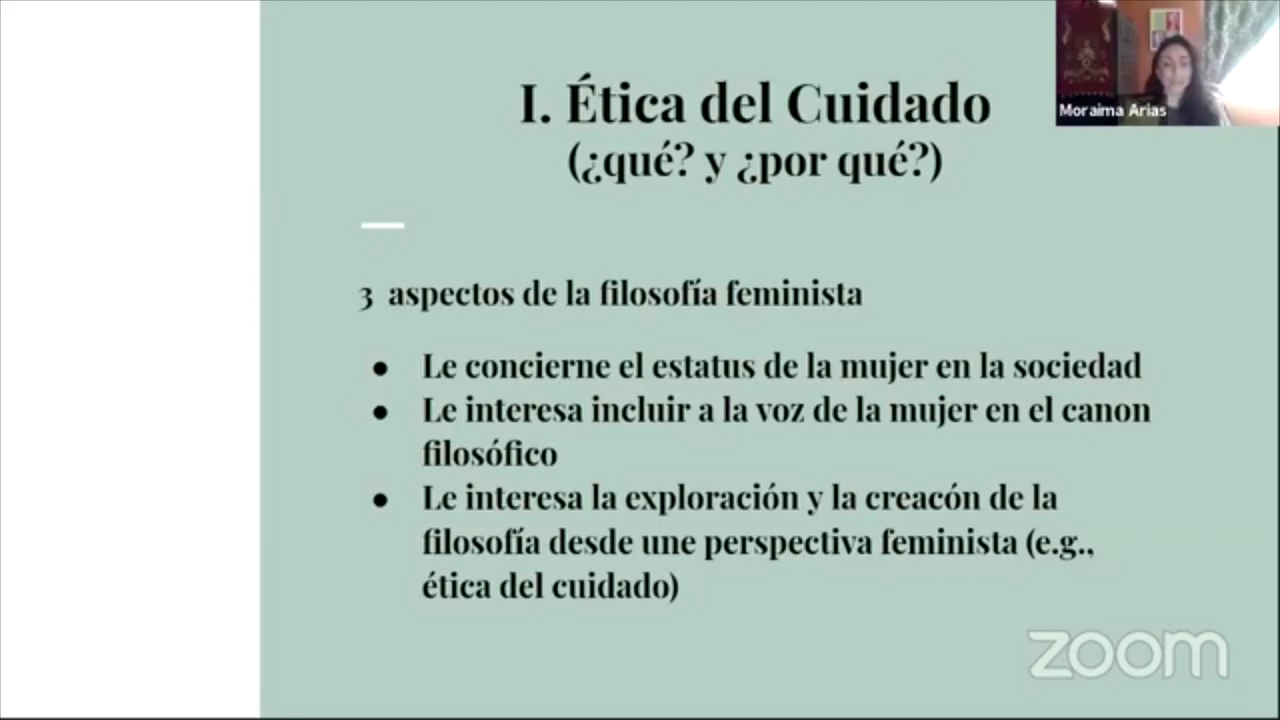 I. Ética del Cuidado
(¿qué? y ¿por qué?)
Moraima Arias
3 aspectos de la filosofía feminista
● Le concierne el estatus de la mujer en la sociedad
● Le interesa incluir a la voz de la mujer en el canon
filosófico
● Le interesa la exploración y la creacón de la
filosofía desde une perspectiva feminista (e.g.,
ética del cuidado)
zoom